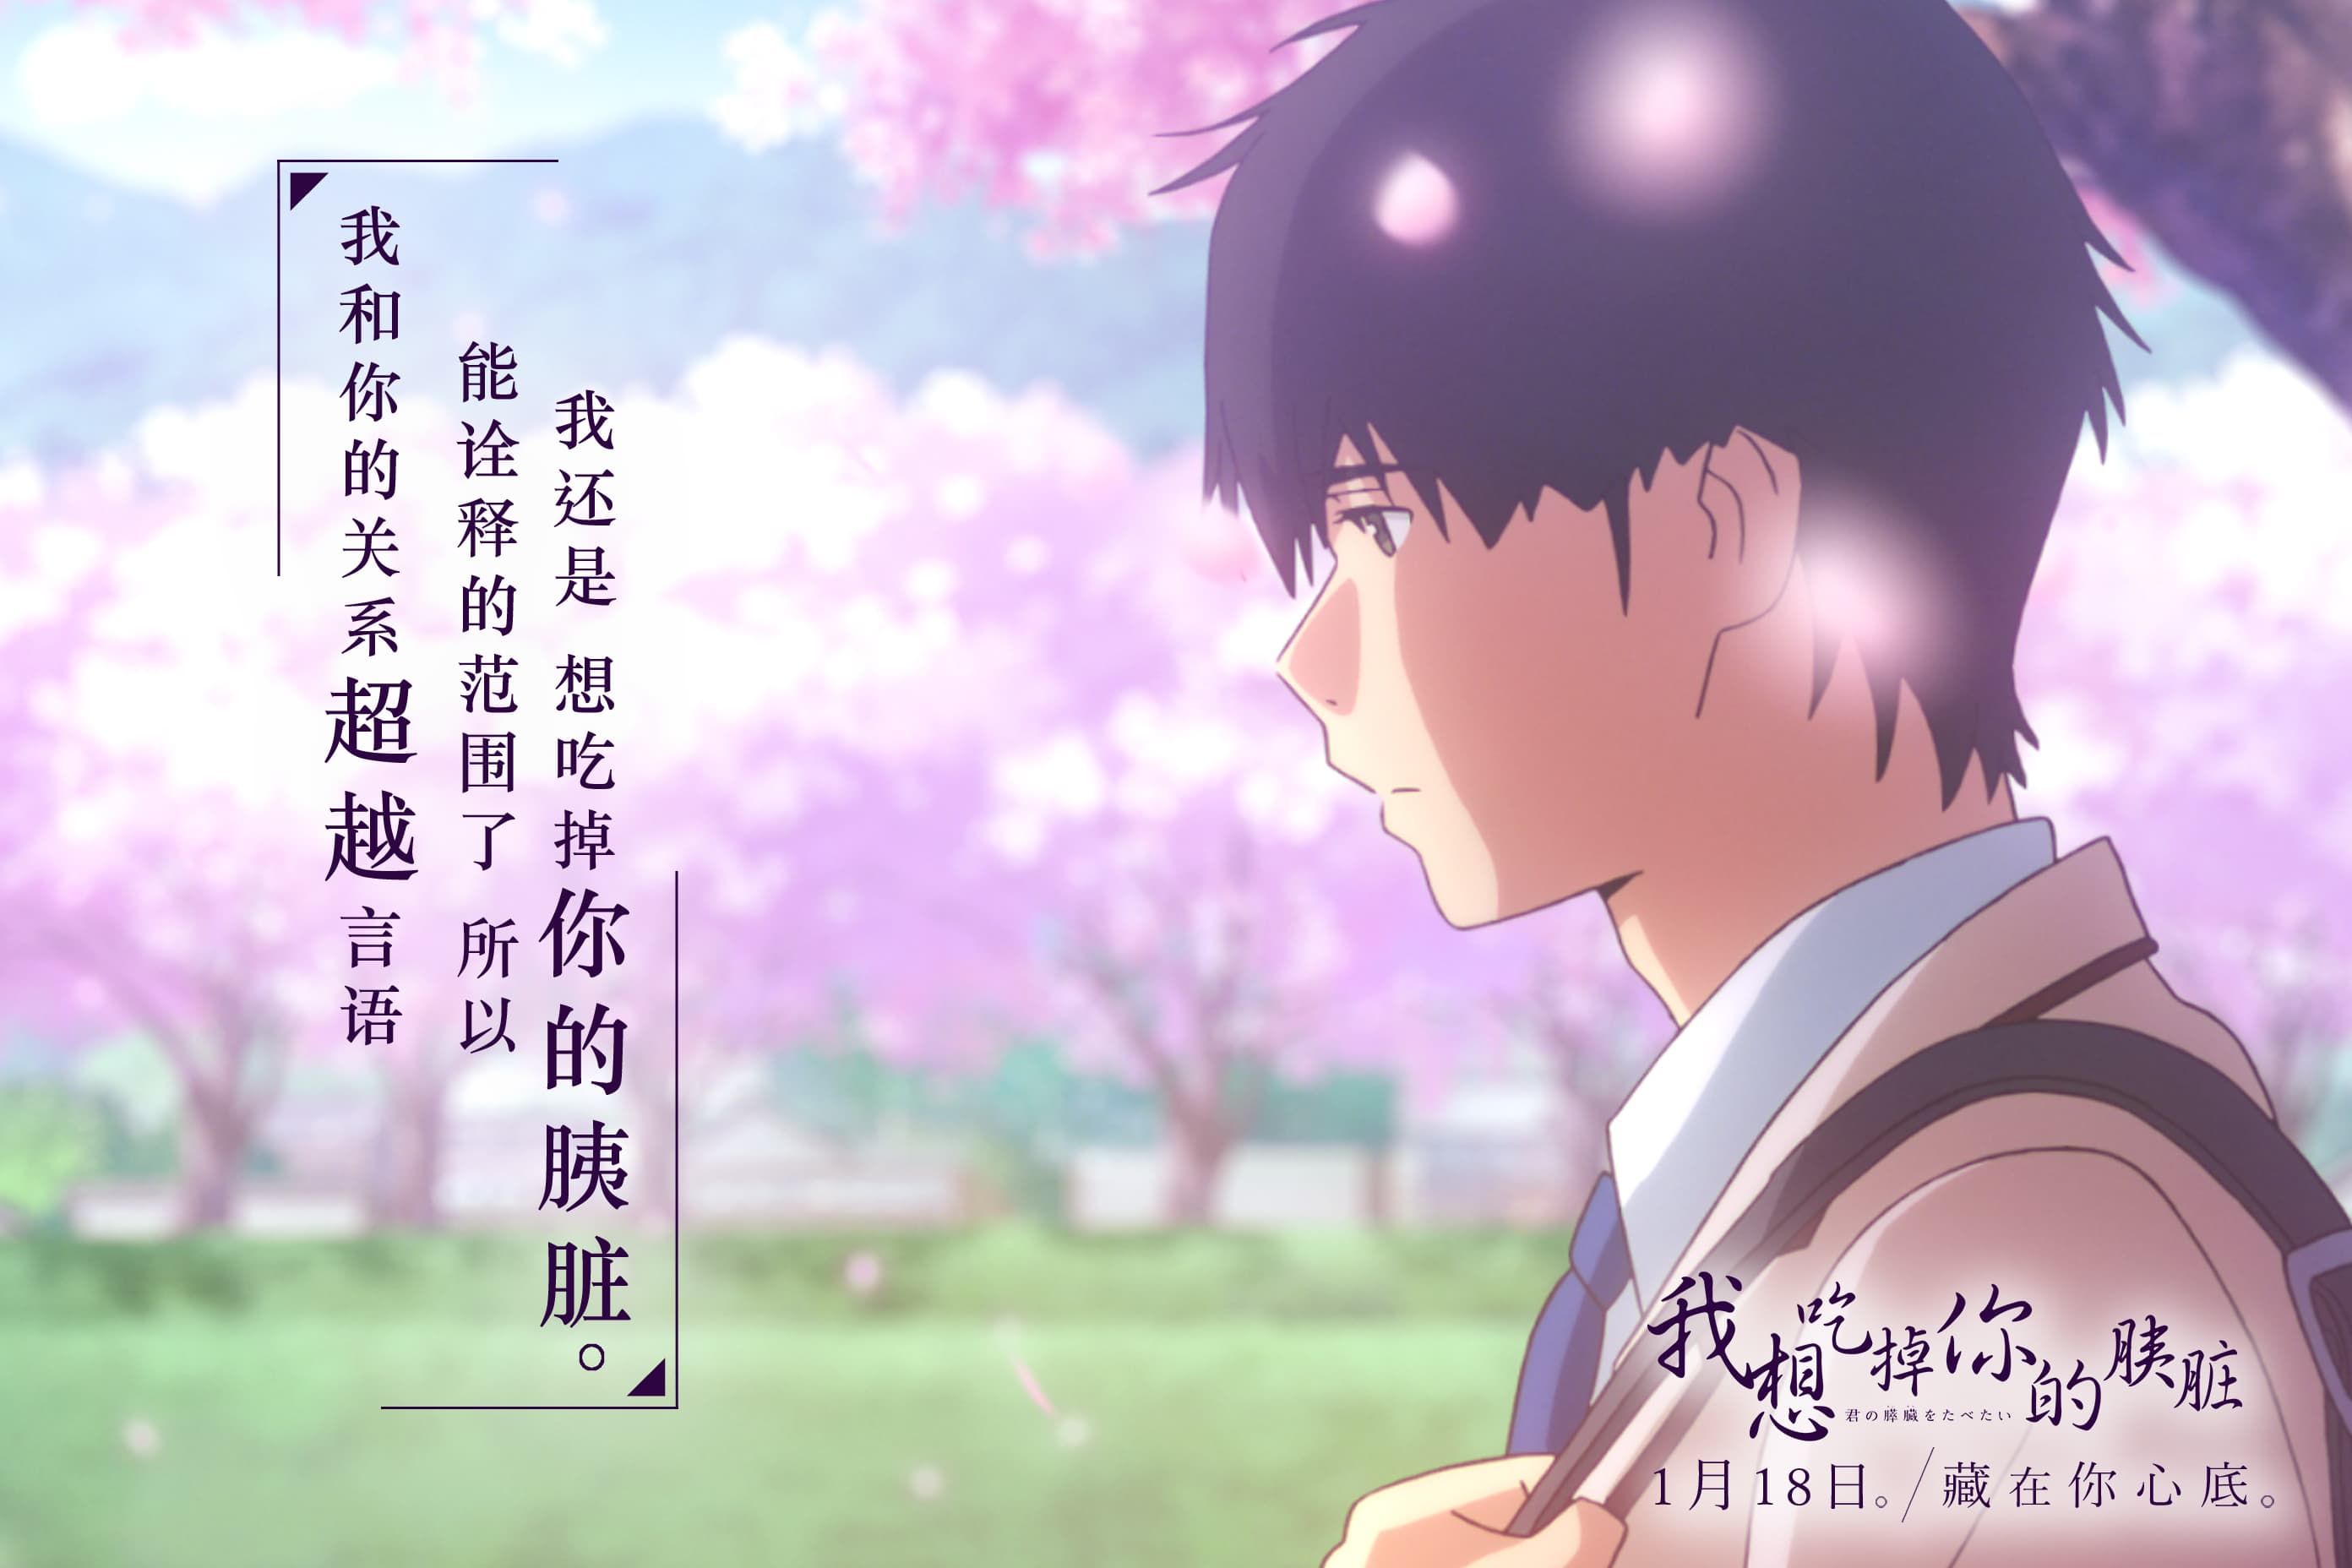 我和你的关系超越言语
能诠释的范围了 所以
我还是 想吃掉你的胰脏。
我想吃掉你的胰脏
君の膵臓をたべたい
1月18日。/藏在你心底。